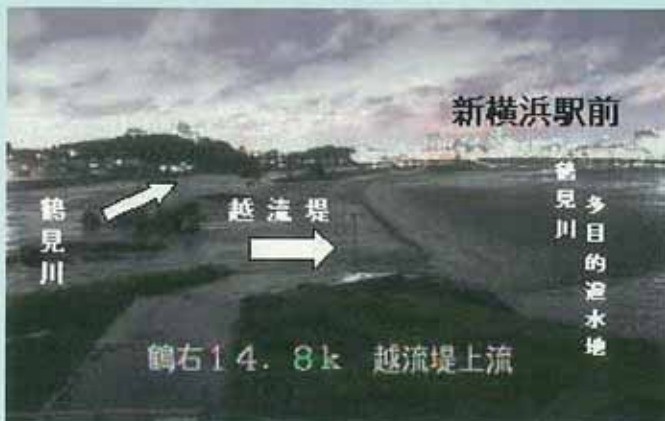 新横浜駅前
鶴見川
越流堤
鶴見川
多目的遊水地
鶴右14.8k 越流堤上流